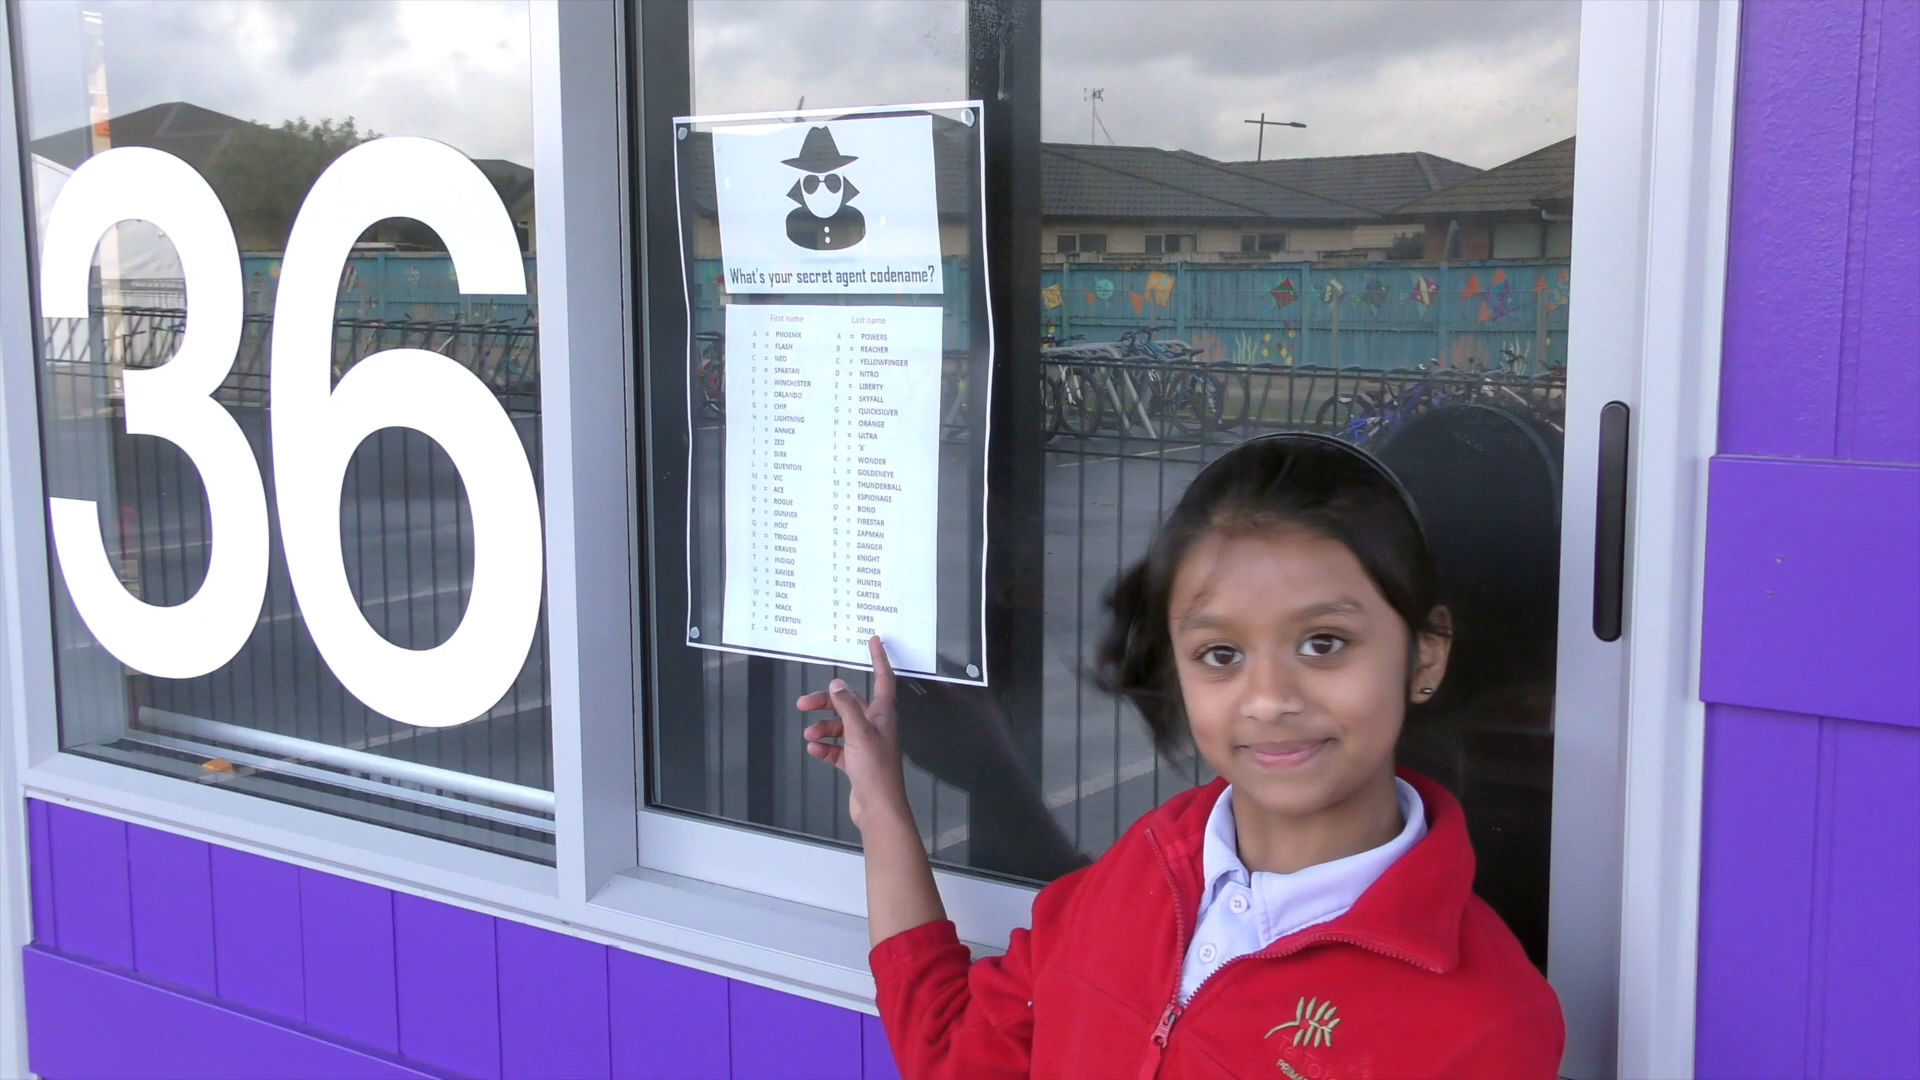 36
What's your secret agent codename?
First name Last name
A = PHOENIX A = POWERS
B = FLASH B = REACHER
C = NEO C = YELLOWFINGER
D = SPARTAN D = NITRO
E = WINCHESTER E = LIBERTY
F = ORLANDO F = SKYFALL
G = CHIP G = QUICKSILVER
H = LIGHTNING H = ORANGE
I = ANNICK I = ULTRA
J = ZED J = "X"
K = DIRK K = WONDER
L = QUENTON L = GOLDENEYE
M = VIC M = THUNDERBALL
N = ACE N = ESPIONAGE
O = ROGUE O = BOND
P = GUNNER P = FIRESTAR
Q = HOLT Q = ZAPMAN
R = TRIGGER R = DANGER
S = KRAVEN S = KNIGHT
T = INDIGO T = ARCHER
U = XAVIER U = HUNTER
V = BUSTER V = CARTER
W = JACK W = MOONRAKER
X = MACK X = VIPER
Y = EVERTON Y = JONES
Z = ULYSSES Z =